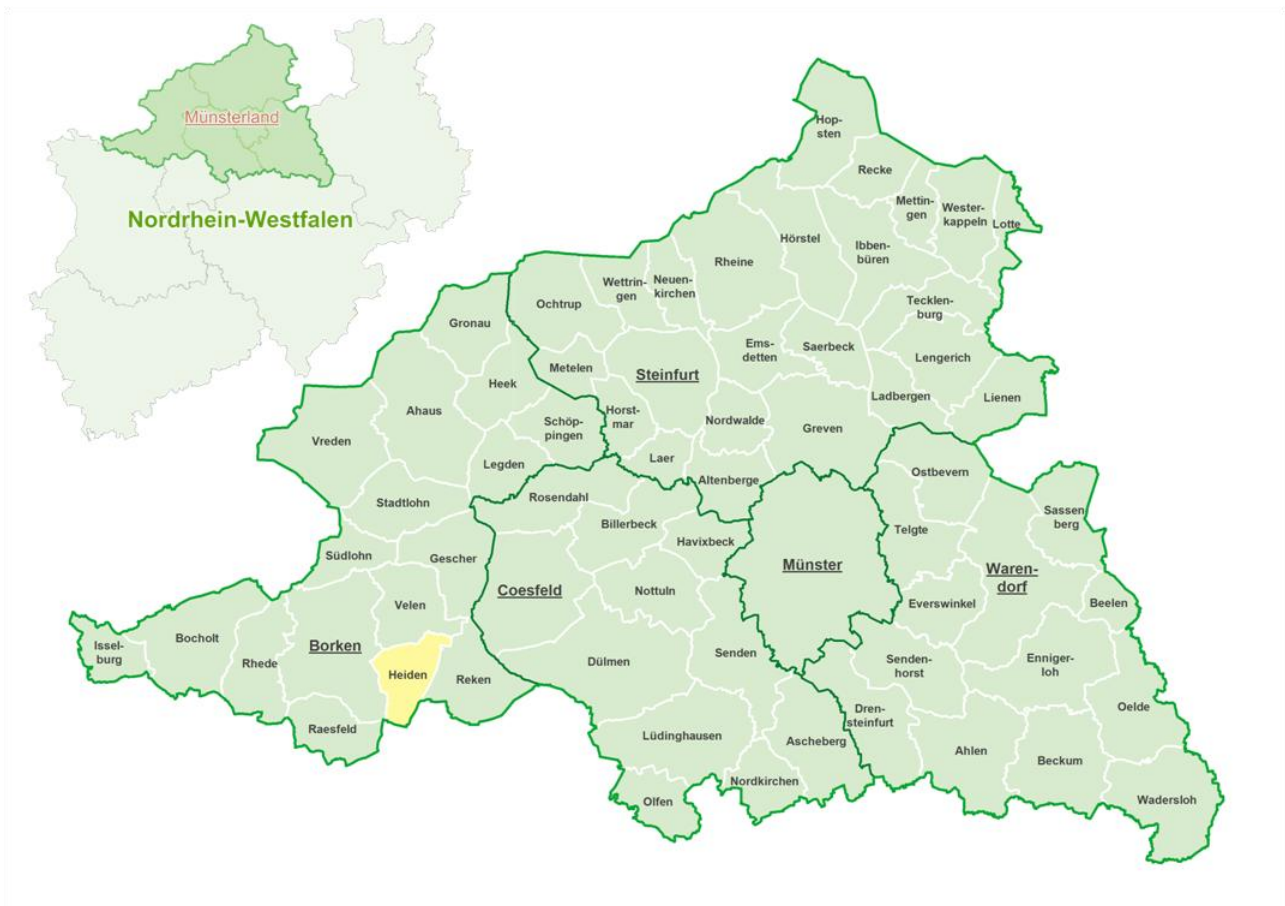 Münsterland
Nordrhein-Westfalen
Hop-
sten
Recke
Mettin-
gen
Wester-
kappeln
Lotte
Hörstel
Ibben-
büren
Rheine
Wettrin-
gen
Neuen-
kirchen
Ochtrup
Tecklen-
burg
Gronau
Ems-
detten
Saerbeck
Lengerich
Metelen
Steinfurt
Heek
Ladbergen
Lienen
Ahaus
Horst-
mar
Nordwalde
Greven
Schöp-
pingen
Vreden
Legden
Laer
Altenberge
Ostbevern
Stadtlohn
Rosendahl
Billerbeck
Havixbeck
Telgte
Sassen
berg
Südlohn
Gescher
Münster
Waren-
dorf
Coesfeld
Nottuln
Velen
Everswinkel
Beelen
Issel-
burg
Bocholt
Rhede
Borken
Heiden
Reken
Dülmen
Senden
Senden-
horst
Enniger-
loh
Oelde
Raesfeld
Lüdinghausen
Ascheberg
Dren-
steinfurt
Ahlen
Beckum
Olfen
Nordkirchen
Wadersloh